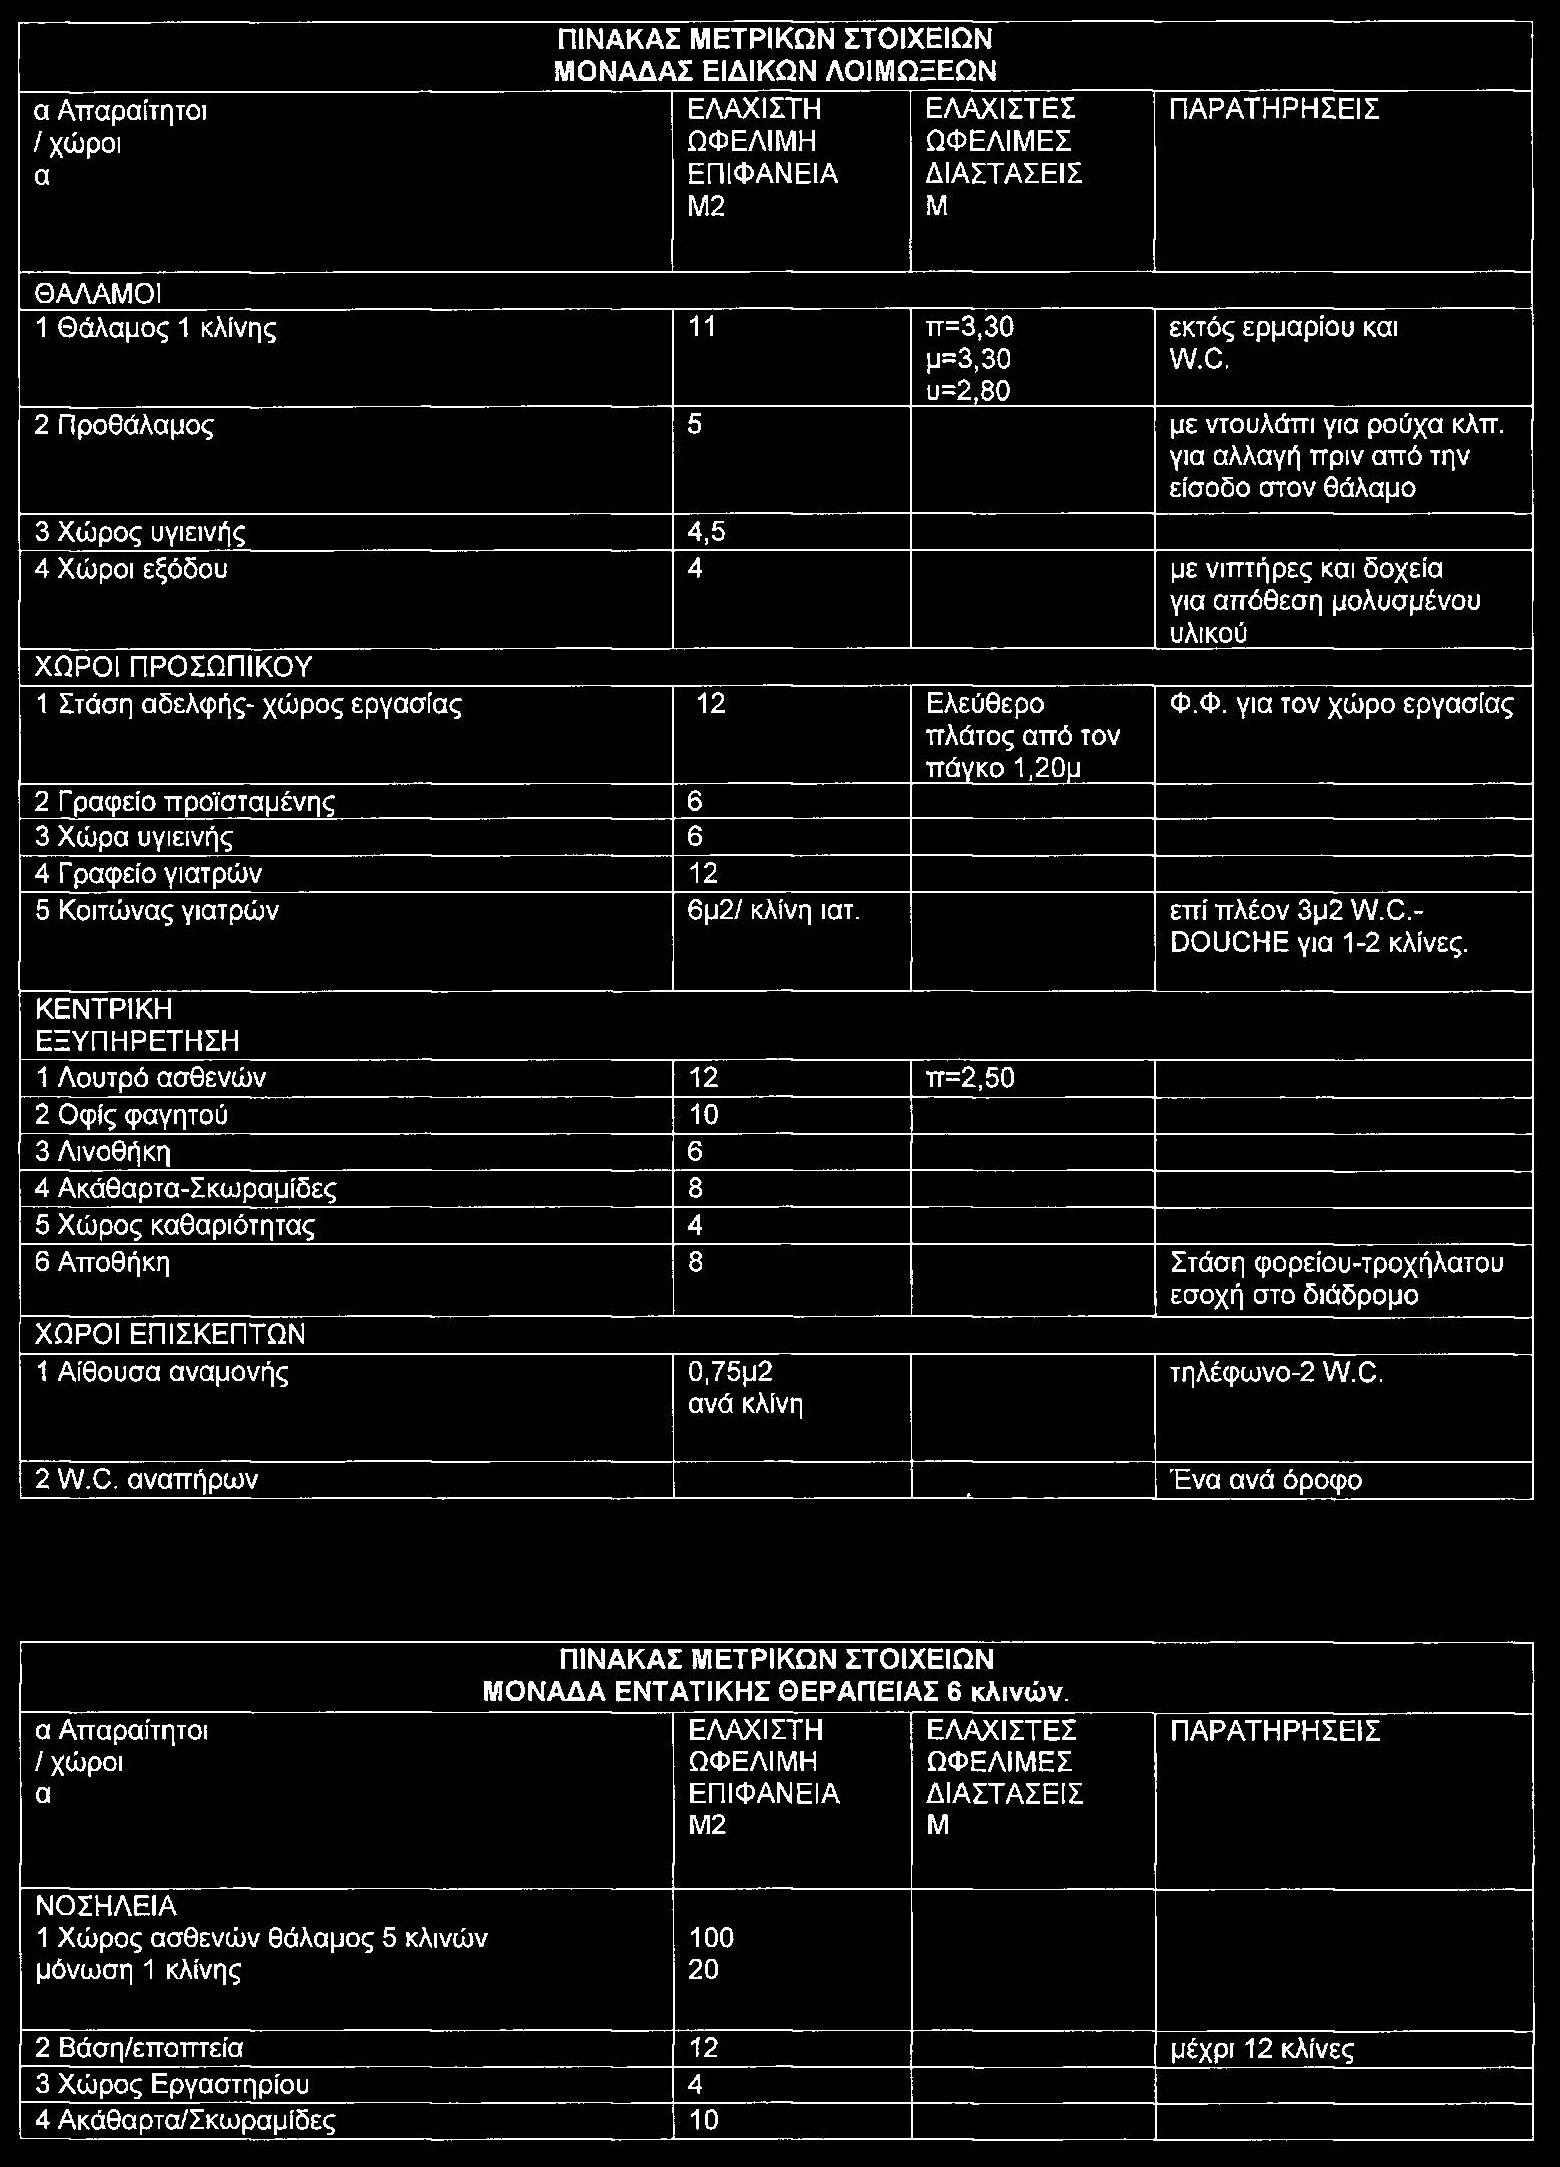 ΠΙΝΑΚΑΣ ΜΕΤΡΙΚΩΝ ΣΤΟΙΧΕΙΩΝ
ΜΟΝΑΔΑΣ ΕΙΔΙΚΩΝ ΛΟΙΜΩΞΕΩΝ
α Απαραίτητοι ΕΛΑΧΙΣΤΗ ΕΛΑΧΙΣΤΕΣ ΠΑΡΑΤΗΡΗΣΕΙΣ
/ χώροι ΩΦΕΛΙΜΗ ΩΦΕΛΙΜΕΣ
α ΕΠΙΦΑΝΕΙΑ ΔΙΑΣΤΑΣΕΙΣ
Μ2 Μ
ΘΑΛΑΜΟΙ
1 Θάλαμος 1 κλίνης 11 π=3,30 εκτός ερμαρίου και
μ=3,30 W.C.
υ=2,80
2 Προθάλαμος 5 με ντουλάπι για ρούχα κλπ.
για αλλαγή πριν από την
είσοδο στον θάλαμο
3 Χώρος υγιεινής 4,5
4 Χώροι εξόδου 4 με νιπτήρες και δοχεία
για απόθεση μολυσμένου
υλικού
ΧΩΡΟΙ ΠΡΟΣΩΠΙΚΟΥ
1 Στάση αδελφής- χώρος εργασίας 12 Ελεύθερο Φ.Φ. για τον χώρο εργασίας
πλάτος από τον
πάγκο 1,20μ
2 Γραφείο προϊσταμένης 6
3 Χώρα υγιεινής 6
4 Γραφείο γιατρών 12
5 Κοιτώνας γιατρών 6μ2/ κλίνη ιατ. επί πλέον 3μ2 W.C.-
DOUCHE για 1-2 κλίνες.
ΚΕΝΤΡΙΚΗ
ΕΞΥΠΗΡΕΤΗΣΗ
1 Λουτρό ασθενών 12 π=2,50
2 Οφίς φαγητού 10
3 Λινοθήκη 6
4 Ακάθαρτα-Σκωραμίδες 8
5 Χώρος καθαριότητας 4
6 Αποθήκη 8 Στάση φορείου-τροχήλατου
εσοχή στο διάδρομο
ΧΩΡΟΙ ΕΠΙΣΚΕΠΤΩΝ
1 Αίθουσα αναμονής 0,75μ2 τηλέφωνο-2 W.C.
ανά κλίνη
2 W.C. αναπήρων Ένα ανά όροφο
ΠΙΝΑΚΑΣ ΜΕΤΡΙΚΩΝ ΣΤΟΙΧΕΙΩΝ
ΜΟΝΑΔΑ ΕΝΤΑΤΙΚΗΣ ΘΕΡΑΠΕΙΑΣ 6 κλινών.
α Απαραίτητοι ΕΛΑΧΙΣΤΗ ΕΛΑΧΙΣΤΕΣ ΠΑΡΑΤΗΡΗΣΕΙΣ
/ χώροι ΩΦΕΛΙΜΗ ΩΦΕΛΙΜΕΣ
α ΕΠΙΦΑΝΕΙΑ ΔΙΑΣΤΑΣΕΙΣ
Μ2 Μ
ΝΟΣΗΛΕΙΑ
1 Χώρος ασθενών θάλαμος 5 κλινών 100
μόνωση 1 κλίνης 20
2 Βάση/εποπτεία 12 μέχρι 12 κλίνες
3 Χώρος Εργαστηρίου 4
4 Ακάθαρτα/Σκωραμίδες 10